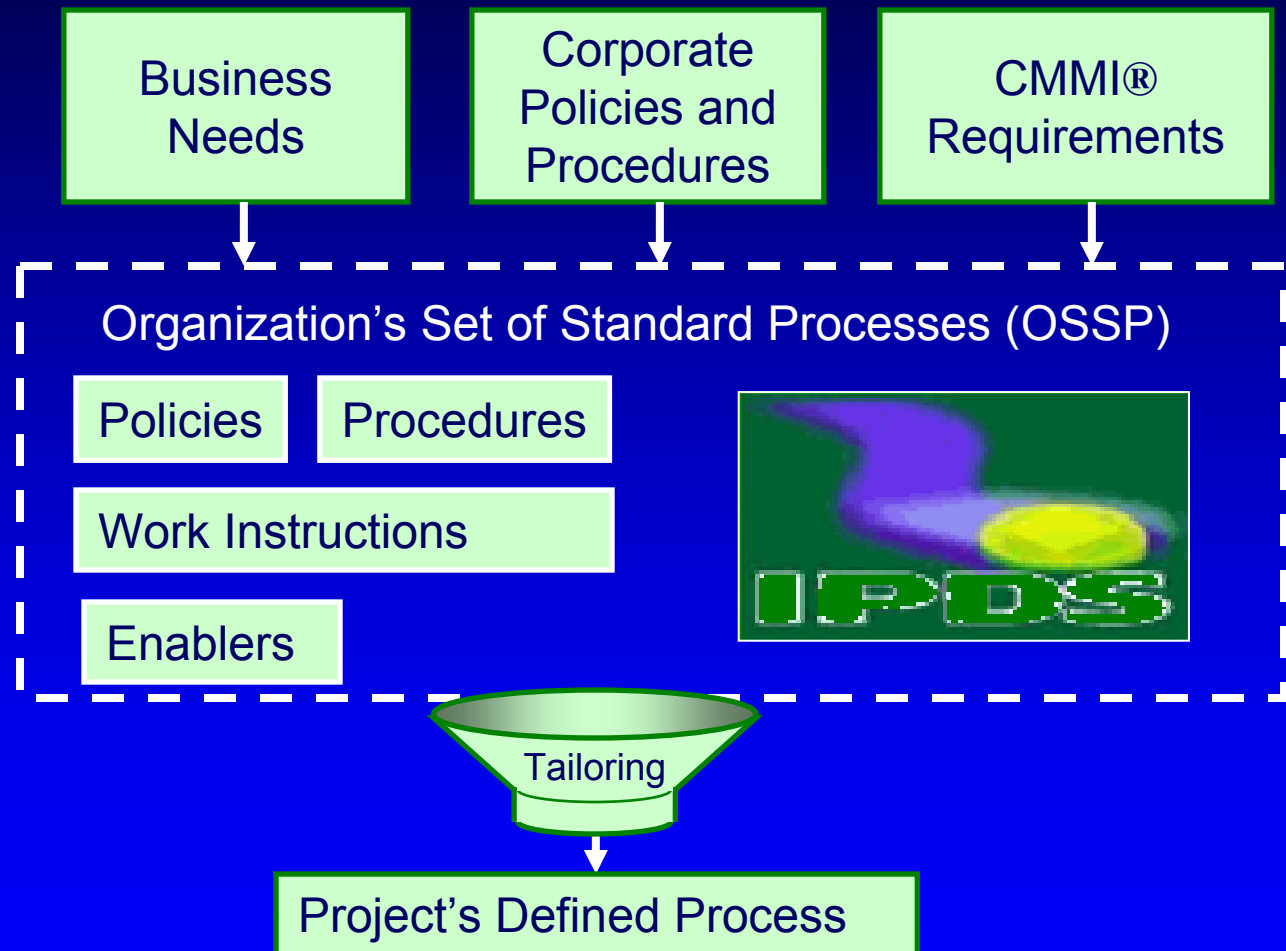 Business
Needs
Corporate
Policies and
Procedures
CMMI®
Requirements
Organization’s Set of Standard Processes (OSSP)
Policies
Procedures
Work Instructions
Enablers
IPDS
Tailoring
Project’s Defined Process